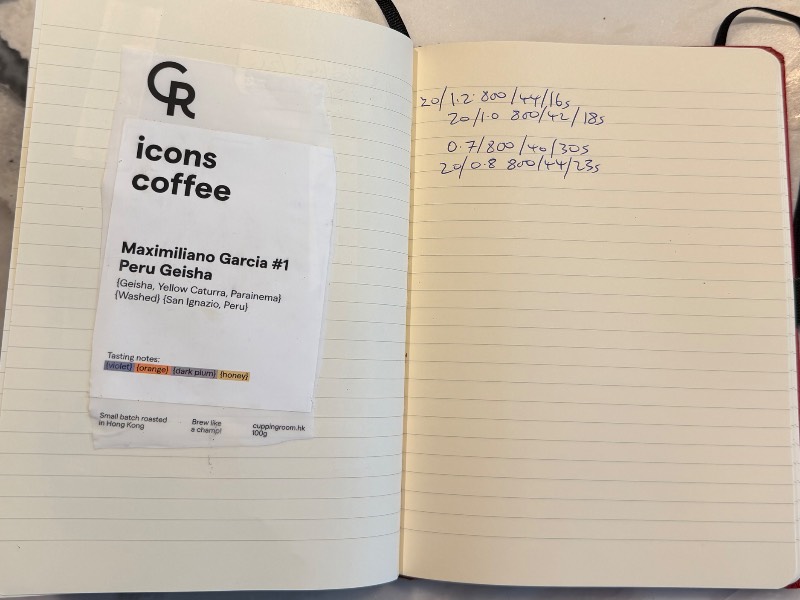 CR
icons
coffee
Maximiliano Garcia #1
Peru Geisha
{Geisha, Yellow Caturra, Parainema}
{Washed} {San Ignazio, Peru}
Tasting notes:
{violet} {orange} {dark plum} {honey}
Small batch roasted
in Hong Kong
Brew like
a champ!
cuppingroom.hk
100g
20/1.2 800/44/16s
20/1.0 800/42/18s
0.7/800/40/30s
20/0.8 800/44/23s